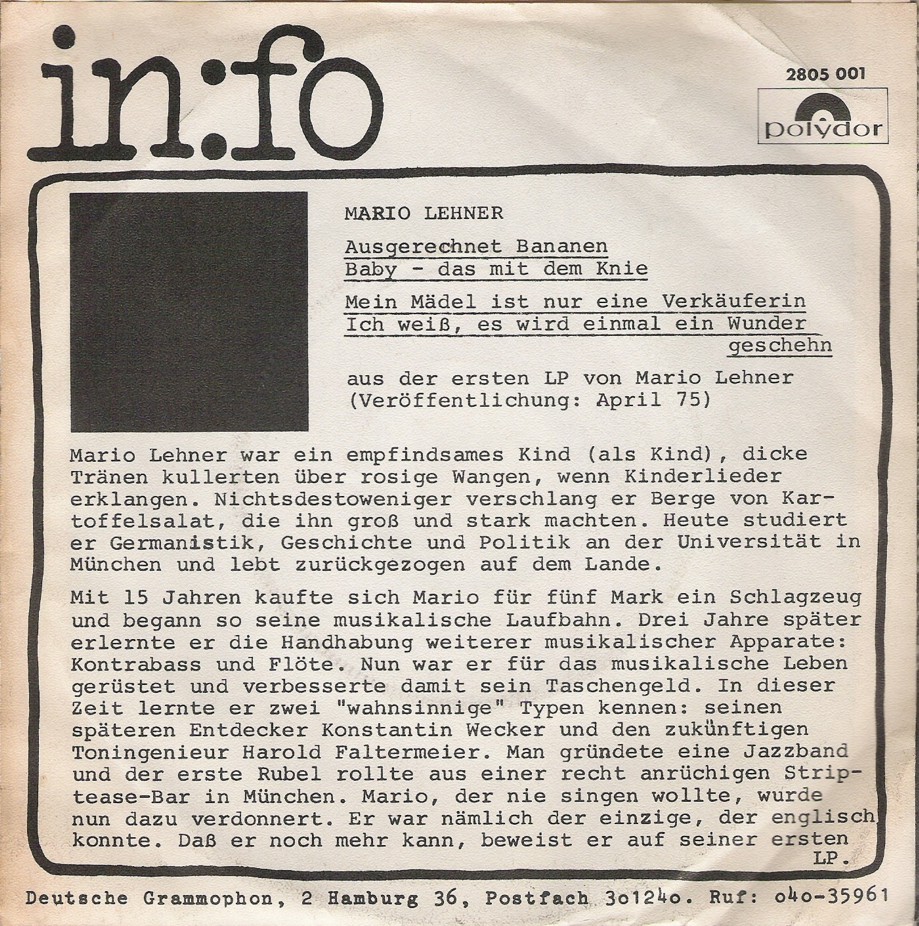 in:fo
2805 001
polydor
MARIO LEHNER
Ausgerechnet Bananen
Baby - das mit dem Knie
Mein Mädel ist nur eine Verkäuferin
Ich weiß, es wird einmal ein Wunder
geschehn
aus der ersten LP von Mario Lehner
(Veröffentlichung: April 75)
Mario Lehner war ein empfindsames Kind (als Kind), dicke
Tränen kullerten über rosige Wangen, wenn Kinderlieder
erklangen. Nichtsdestoweniger verschlang er Berge von Kar-
toffelsalat, die ihn groß und stark machten. Heute studiert
er Germanistik, Geschichte und Politik an der Universität in
München und lebt zurückgezogen auf dem Lande.
Mit 15 Jahren kaufte sich Mario für fünf Mark ein Schlagzeug
und begann so seine musikalische Laufbahn. Drei Jahre später
erlernte er die Handhabung weiterer musikalischer Apparate:
Kontrabass und Flöte. Nun war er für das musikalische Leben
gerüstet und verbesserte damit sein Taschengeld. In dieser
Zeit lernte er zwei "wahnsinnige" Typen kennen: seinen
späteren Entdecker Konstantin Wecker und den zukünftigen
Toningenieur Harold Faltermeier. Man gründete eine Jazzband
und der erste Rubel rollte aus einer recht anrüchigen Strip-
tease-Bar in München. Mario, der nie singen wollte, wurde
nun dazu verdonnert. Er war nämlich der einzige, der englisch
konnte. Daß er noch mehr kann, beweist er auf seiner ersten
LP.
Deutsche Grammophon, 2 Hamburg 36, Postfach 3o124o. Ruf: o4o-35961